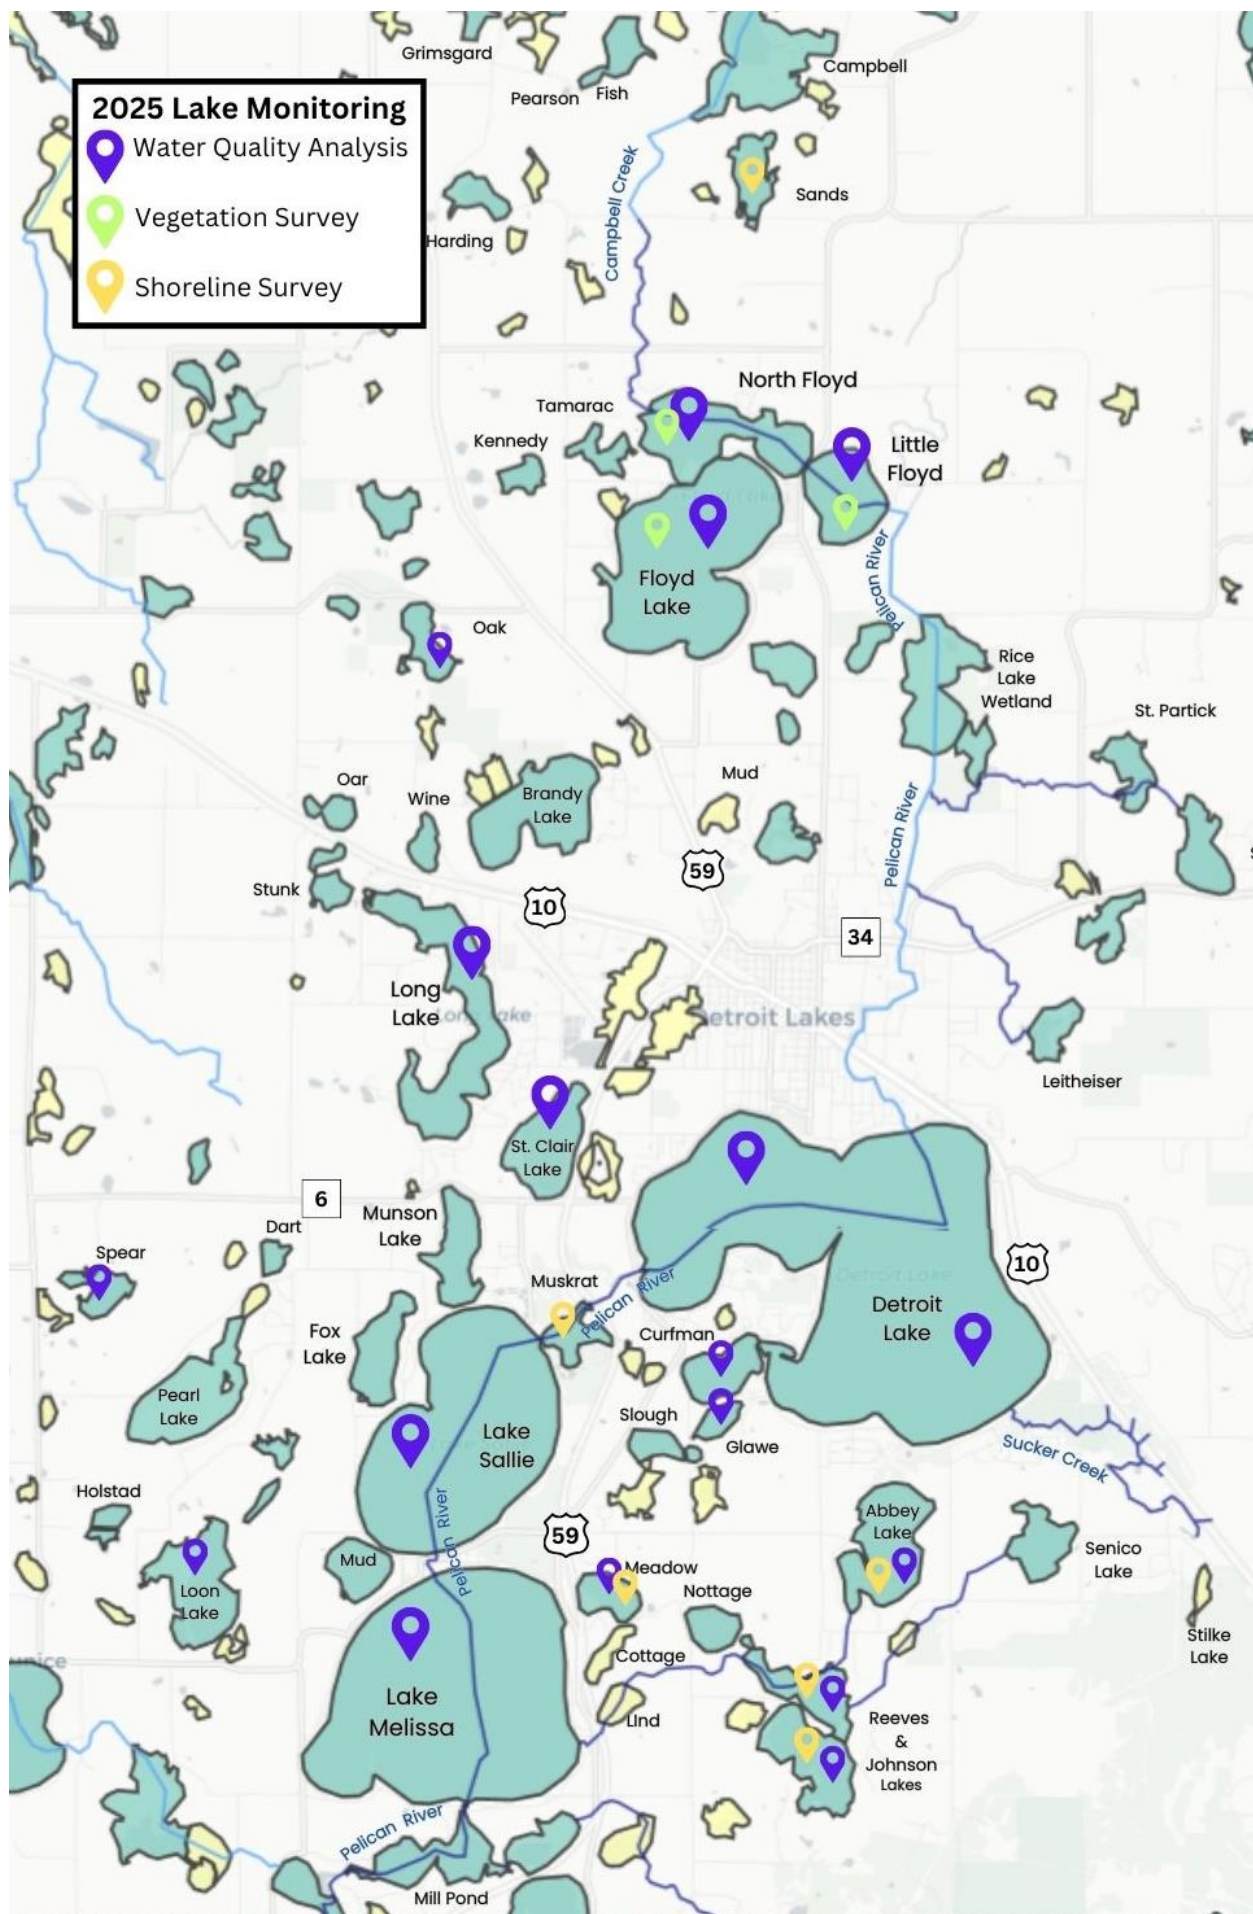 Grimsgard
Campbell
Pearson
Fish
2025 Lake Monitoring
Water Quality Analysis
Vegetation Survey
Shoreline Survey
Campbell Creek
Sands
Harding
North Floyd
Tamarac
Kennedy
Little
Floyd
Floyd
Lake
Pelican River
Oak
Rice
Lake
Wetland
St. Partick
Oar
Wine
Brandy
Lake
Mud
59
Pelican River
Stunk
10
34
Long
Lake
Detroit Lakes
Leitheiser
St. Clair
Lake
6
Munson
Lake
Dart
Spear
Muskrat
Pelican River
10
Detroit Lake
Detroit
Lake
Fox
Lake
Curfman
Pearl
Lake
Lake
Sallie
Slough
Glawe
Sucker Creek
Holstad
Pelican River
59
Abbey
Lake
Senico
Lake
Mud
Meadow
Nottage
Loon
Lake
Cottage
Stilke
Lake
Lake
Melissa
LInd
Reeves
&
Johnson
Lakes
Pelican River
Mill Pond